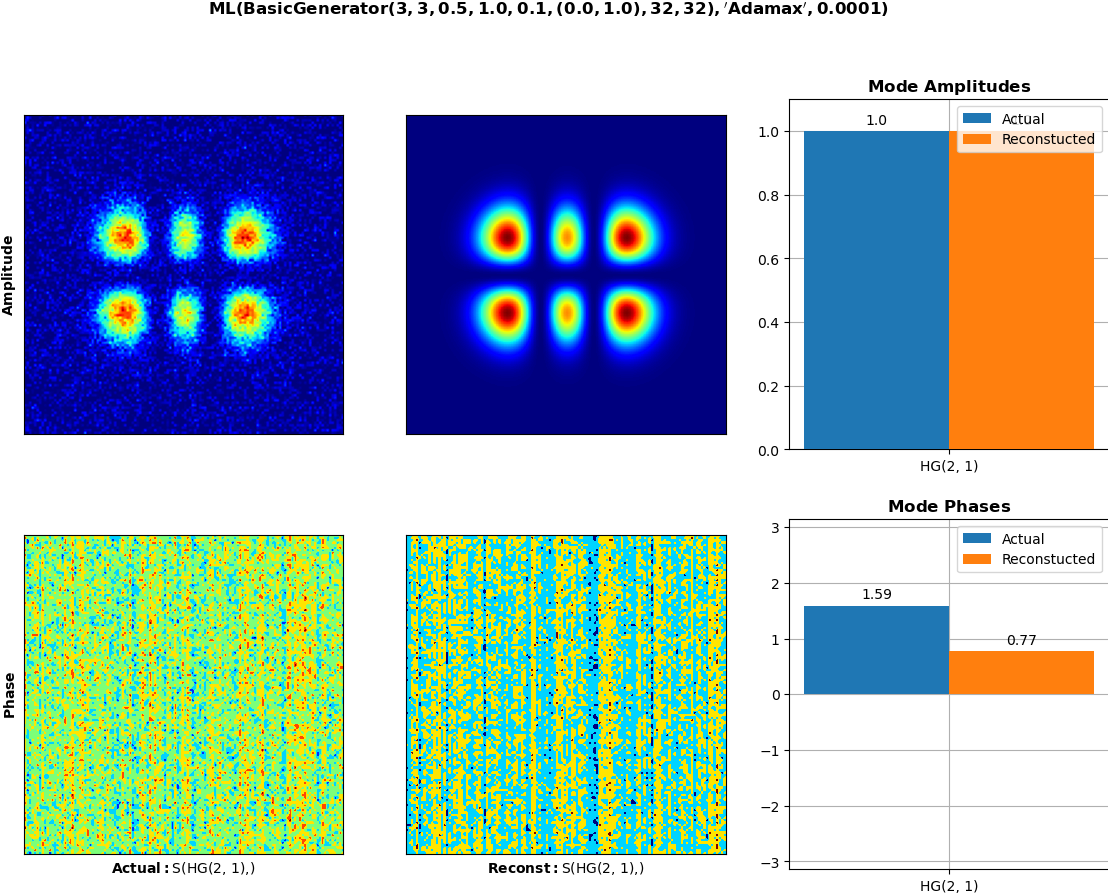 ML(BasicGenerator(3, 3, 0.5, 1.0, 0.1, (0.0, 1.0), 32, 32), ′Adamax′, 0.0001)
Amplitude
Mode Amplitudes
1.0
Actual
Reconstucted
1.0
0.8
0.6
0.4
0.2
0.0
HG(2, 1)
Phase
Actual: S(HG(2, 1),)
Reconst: S(HG(2, 1),)
Mode Phases
Actual
Reconstucted
1.59
0.77
3
2
1
0
−1
−2
−3
HG(2, 1)